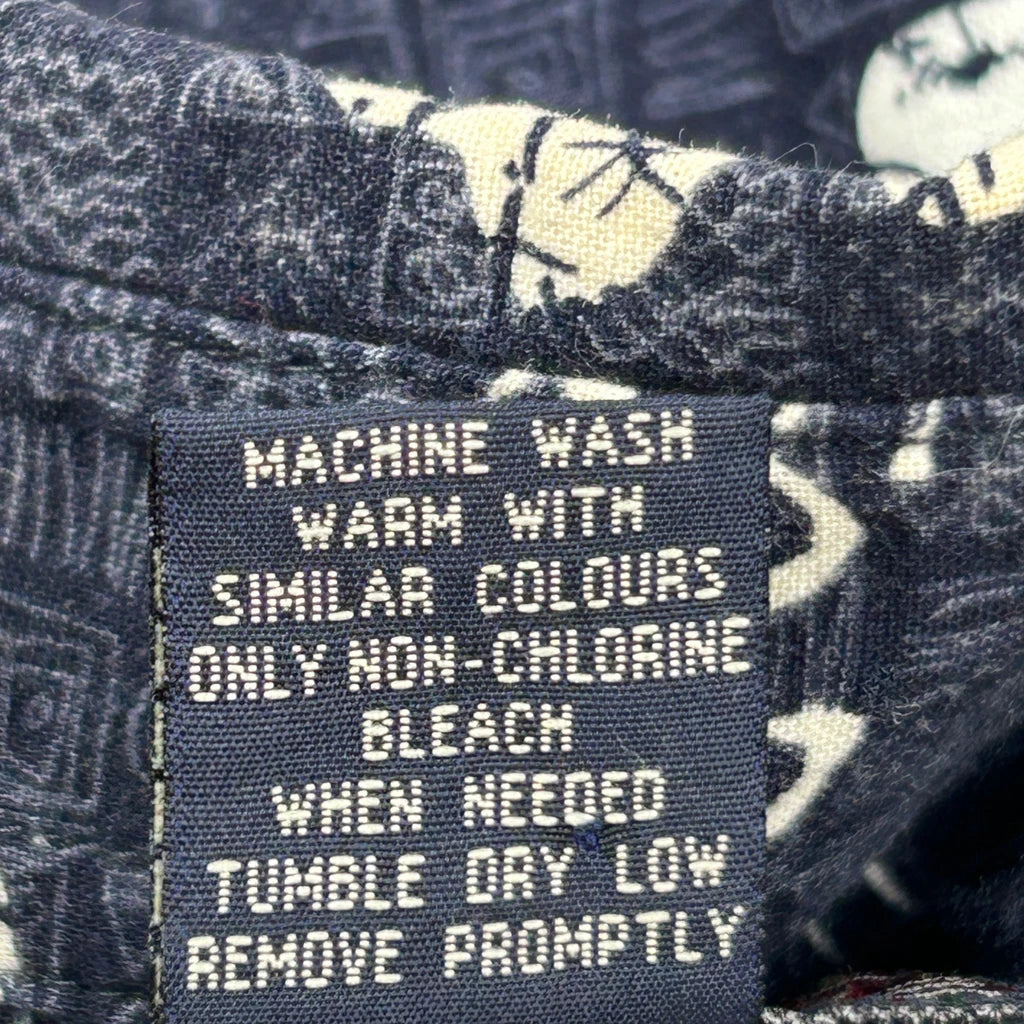 MACHINE WASH
WARM WITH
SIMILAR COLOURS
ONLY NON-CHLORINE
BLEACH
WHEN NEEDED
TUMBLE DRY LOW
REMOVE PROMPTLY